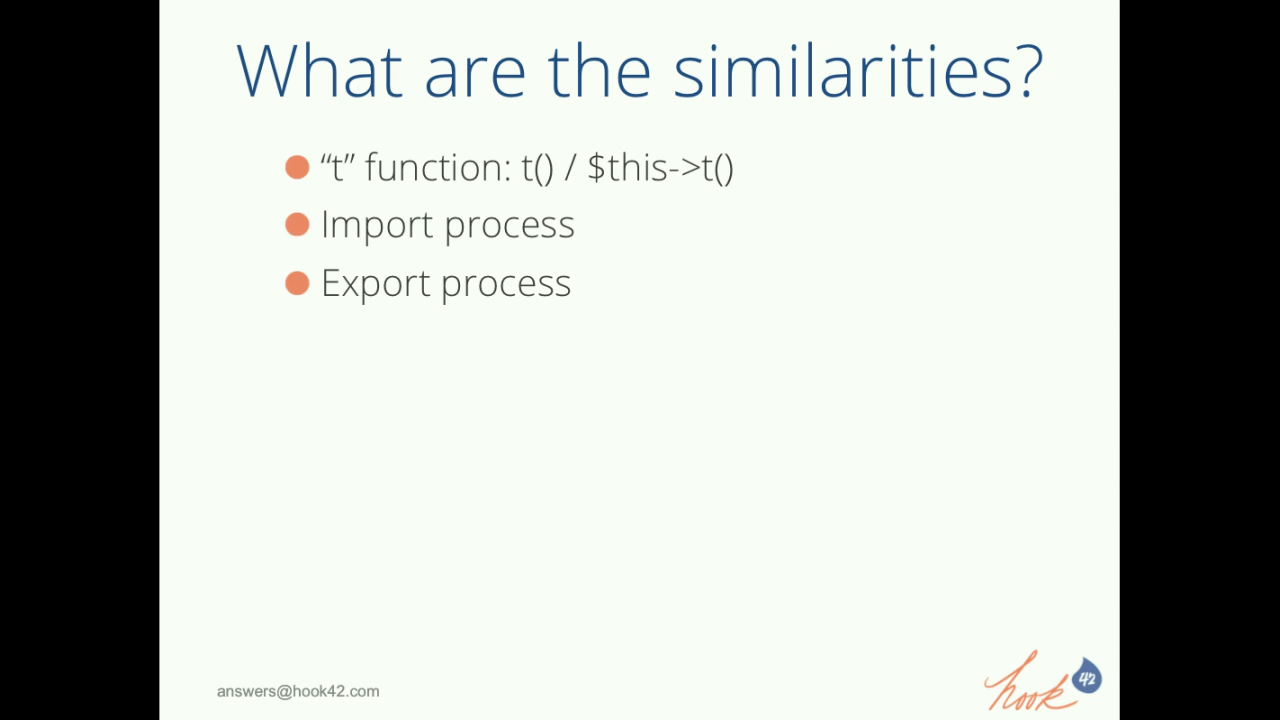 What are the similarities?
“t” function: t() / $this->t()
Import process
Export process
answers@hook42.com
hook 42